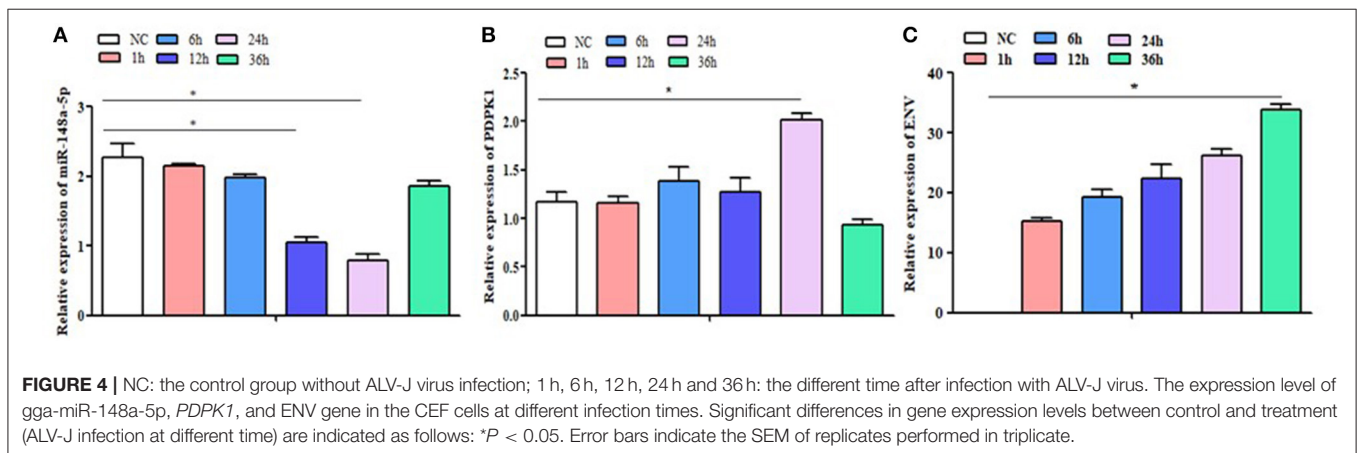 A
NC 6h 24h
1h 12h 36h
Relative expression of miR-148a-5p
3
2
1
0
*
*
B
NC 6h 24h
1h 12h 36h
Relative expression of PDPK1
2.5
2.0
1.5
1.0
0.5
0.0
*
C
NC 6h 24h
1h 12h 36h
Relative expression of ENV
40
30
20
10
0
*
FIGURE 4 | NC: the control group without ALV-J virus infection; 1 h, 6 h, 12 h, 24 h and 36 h: the different time after infection with ALV-J virus. The expression level of
gga-miR-148a-5p, PDPK1, and ENV gene in the CEF cells at different infection times. Significant differences in gene expression levels between control and treatment
(ALV-J infection at different time) are indicated as follows: *P < 0.05. Error bars indicate the SEM of replicates performed in triplicate.